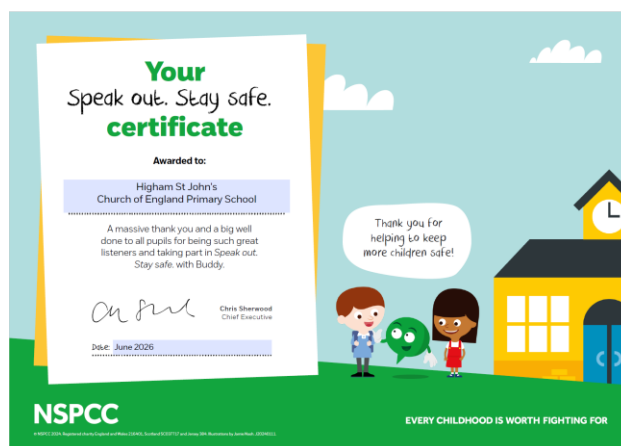 Your
Speak out. Stay safe.
certificate
Awarded to:
Higham St John's
Church of England Primary School
A massive thank you and a big well
done to all pupils for being such great
listeners and taking part in Speak out.
Stay safe. with Buddy.
Chris Sherwood
Chief Executive
Date: June 2026
Thank you for
helping to keep
more children safe!
NSPCC
EVERY CHILDHOOD IS WORTH FIGHTING FOR